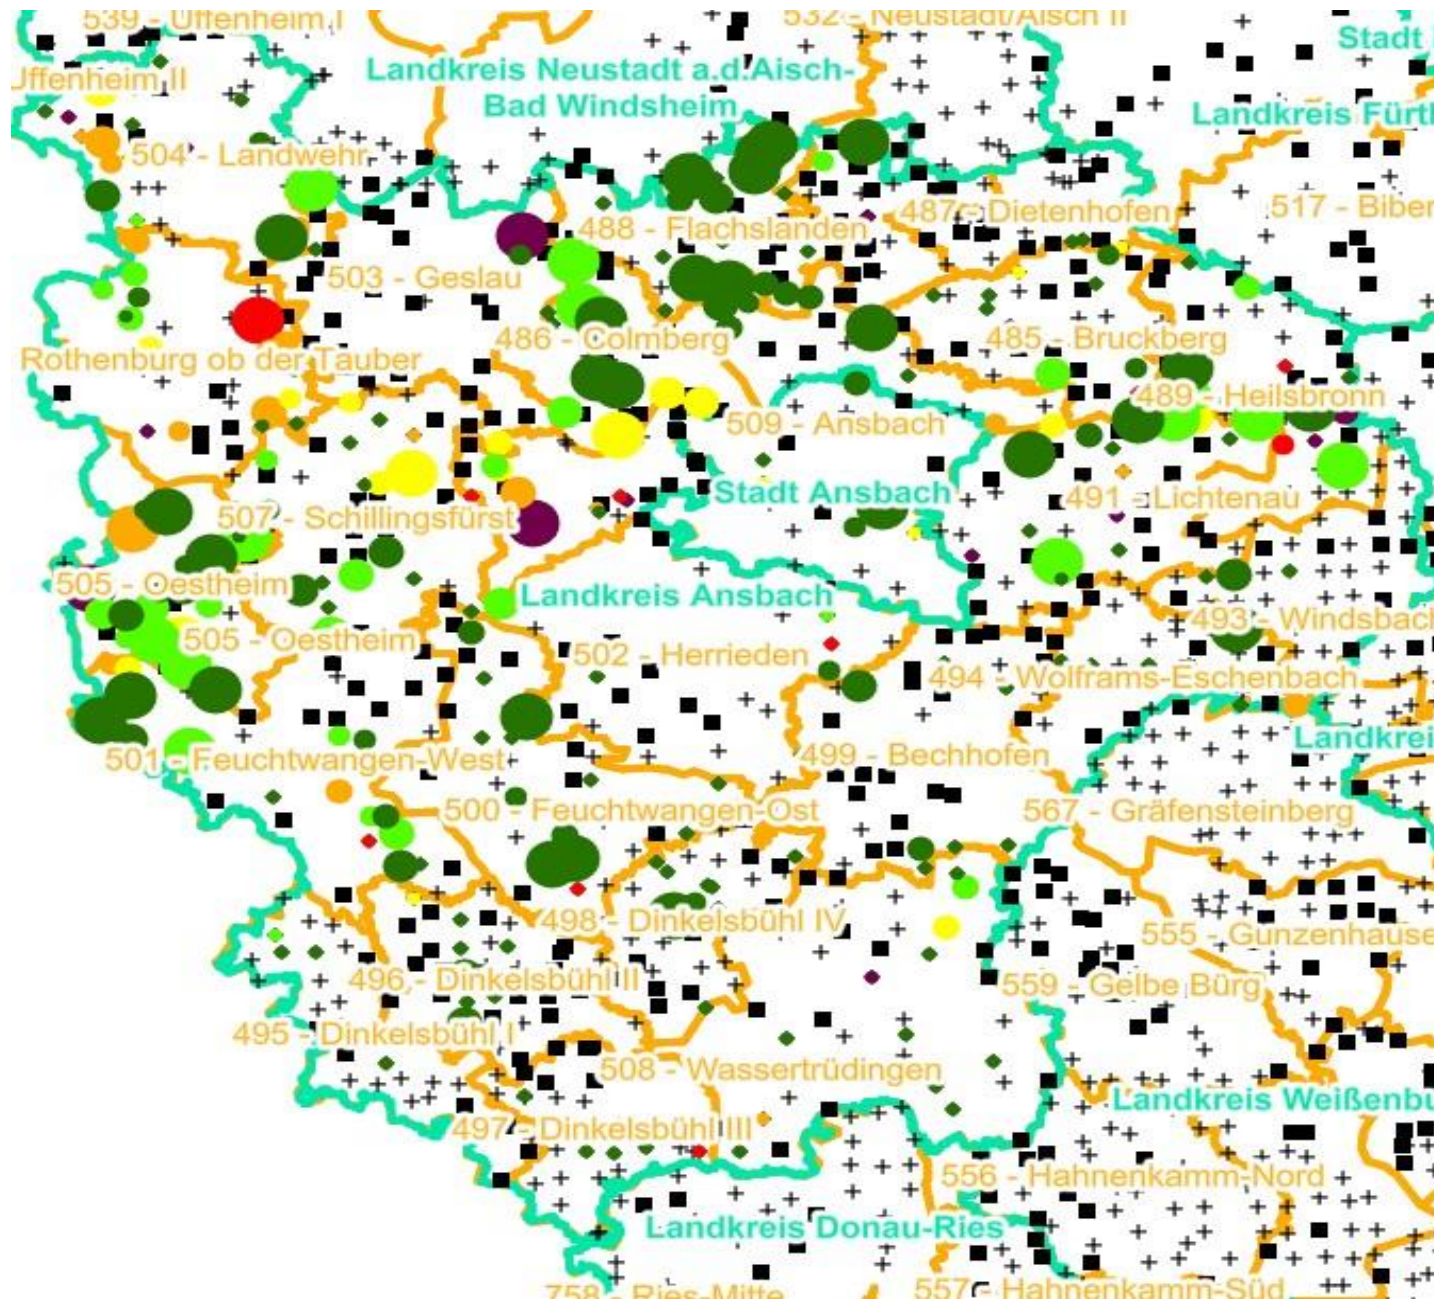 539 - Uffenheim I
532 - Neustadt/Aisch II
Stadt
Uffenheim II
Landkreis Neustadt a.d.Aisch-
Bad Windsheim
Landkreis Fürth
504 - Landwehr
488 - Flachslanden
487 - Dietenhofen
517 - Biber
503 - Geslau
486 - Colmberg
485 - Bruckberg
Rothenburg ob der Tauber
489 - Heilsbronn
509 - Ansbach
Stadt Ansbach
491 - Lichtenau
507 - Schillingsfürst
505 - Oestheim
Landkreis Ansbach
493 - Windsbach
505 - Oestheim
502 - Herrieden
494 - Wolframs-Eschenbach
Landkrei
501 - Feuchtwangen-West
499 - Bechhofen
500 - Feuchtwangen-Ost
567 - Gräfensteinberg
498 - Dinkelsbühl IV
555 - Gunzenhause
496 - Dinkelsbühl II
559 - Gelbe Bürg
495 - Dinkelsbühl I
508 - Wassertrüdingen
Landkreis Weißenbu
497 - Dinkelsbühl III
556 - Hahnenkamm-Nord
Landkreis Donau-Ries
758 - Ries-Mitte
557 - Hahnenkamm-Süd